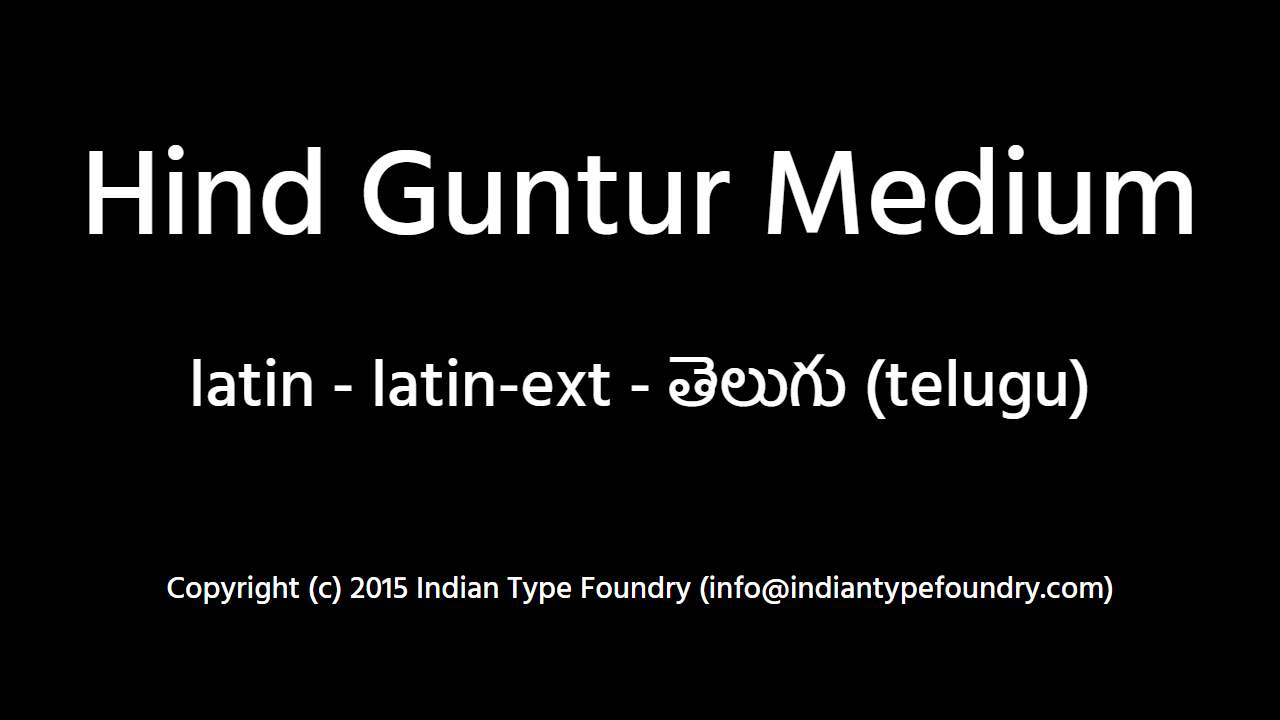 Hind Guntur Medium
latin - latin-ext - తెలుగు (telugu)
Copyright (c) 2015 Indian Type Foundry (info@indiantypefoundry.com)